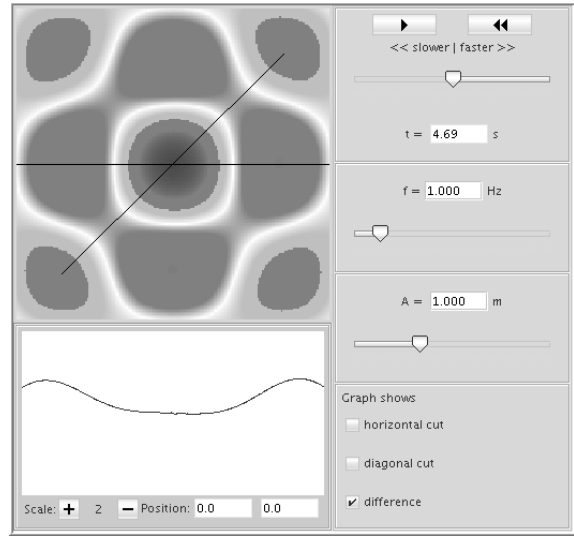 << slower | faster >>
t = 4.69 s
f = 1.000 Hz
A = 1.000 m
Graph shows
horizontal cut
diagonal cut
difference
Scale: + 2 − Position: 0.0 0.0